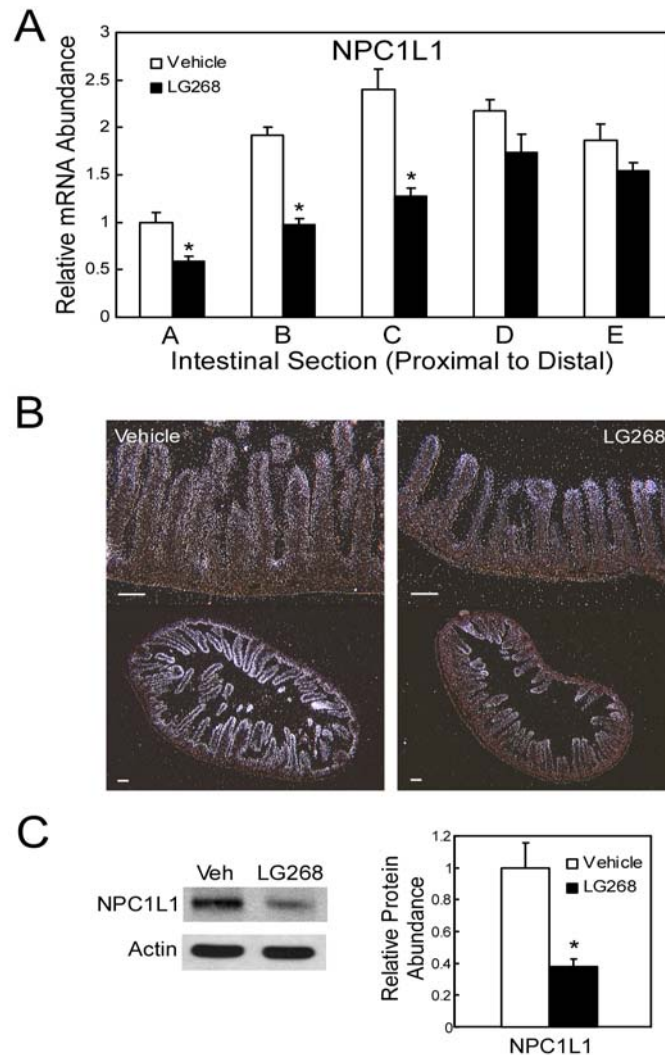 A
NPC1L1
Vehicle
LG268
Relative mRNA Abundance
3
2.5
2
1.5
1
0.5
0
*
*
*
A B C D E
Intestinal Section (Proximal to Distal)
B
Vehicle
LG268
C
Veh LG268
NPC1L1
Actin
Relative Protein
Abundance
1.2
1
0.8
0.6
0.4
0.2
0
Vehicle
LG268
*
NPC1L1